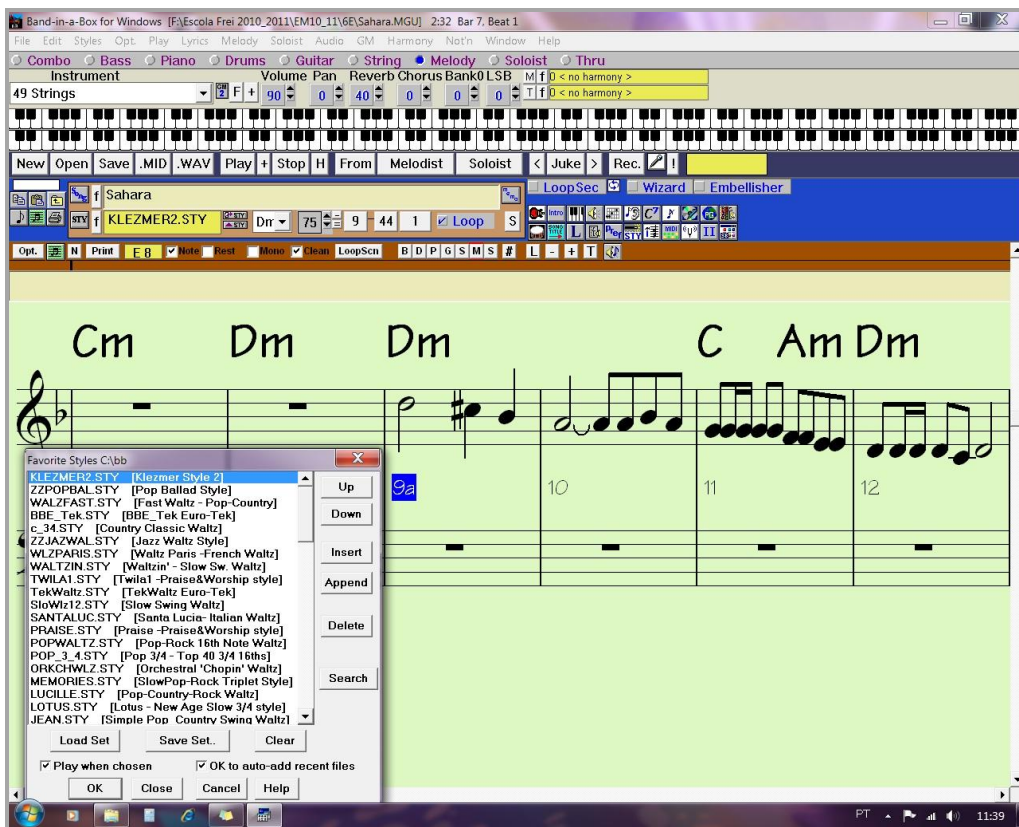 Band-in-a-Box for Windows [F:\Escola Frei 2010_2011\EM10_11\6E\Sahara.MGU] 2:32 Bar 7. Beat 1
File Edit Styles Opt. Play Lyrics Melody Soloist Audio GM Harmony Not'n Window Help
Combo Bass Piano Drums Guitar String Melody Soloist Thru
Instrument Volume Pan Reverb Chorus Bank0 LSB M f 0 < no harmony >
49 Strings F + 90 0 40 0 0 0 T f 0 < no harmony >
New Open Save .MID .WAV Play + Stop H From Melodist Soloist < Juke > Rec. !
LoopSec Wizard Embellisher
f Sahara
STY f KLEZMER2.STY Dm 75 9 - 44 1 Loop S
Opt. N Print E 8 Note Rest Mono Clean LoopScn B D P G S M S # L - + T
Cm Dm Dm C Am Dm
9a 10 11 12
Favorite Styles C:\bb
KLEZMER2.STY [Klezmer Style 2]
ZZPOPBAL.STY [Pop Ballad Style]
WALZFAST.STY [Fast Waltz - Pop-Country]
BBE_Tek.STY [BBE_Tek Euro-Tek]
c_34.STY [Country Classic Waltz]
ZZJAZWAL.STY [Jazz Waltz Style]
WLZPARIS.STY [Waltz Paris -French Waltz]
WALTZIN.STY [Waltzin' - Slow Sw. Waltz]
TWILA1.STY [Twila1 -Praise&Worship style]
TekWaltz.STY [TekWaltz Euro-Tek]
SloWlz12.STY [Slow Swing Waltz]
SANTALUC.STY [Santa Lucia- Italian Waltz]
PRAISE.STY [Praise -Praise&Worship style]
POPWALTZ.STY [Pop-Rock 16th Note Waltz]
POP_3_4.STY [Pop 3/4 - Top 40 3/4 16ths]
ORKCHWLZ.STY [Orchestral 'Chopin' Waltz]
MEMORIES.STY [SlowPop-Rock Triplet Style]
LUCILLE.STY [Pop-Country-Rock Waltz]
LOTUS.STY [Lotus - New Age Slow 3/4 style]
JEAN.STY [Simple Pop Country Swing Waltz]
Up
Down
Insert
Append
Delete
Search
Load Set Save Set.. Clear
Play when chosen OK to auto-add recent files
OK Close Cancel Help
PT 11:39